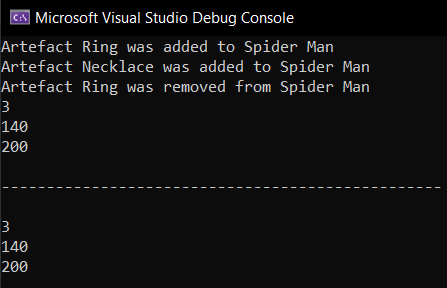 Microsoft Visual Studio Debug Console
Artefact Ring was added to Spider Man
Artefact Necklace was added to Spider Man
Artefact Ring was removed from Spider Man
3
140
200
-------------------------------------------------
3
140
200